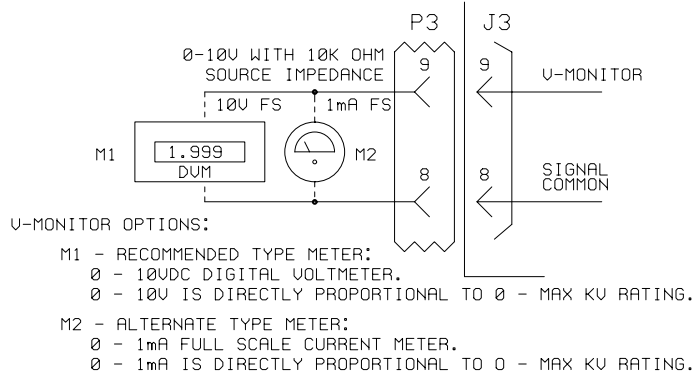 P3 J3
0-10V WITH 10K OHM
SOURCE IMPEDANCE
9 9
V-MONITOR
10V FS 1mA FS
M1
1.999
DVM
M2
8 8
SIGNAL
COMMON
V-MONITOR OPTIONS:
M1 - RECOMMENDED TYPE METER:
0 - 10VDC DIGITAL VOLTMETER.
0 - 10V IS DIRECTLY PROPORTIONAL TO 0 - MAX KV RATING.
M2 - ALTERNATE TYPE METER:
0 - 1mA FULL SCALE CURRENT METER.
0 - 1mA IS DIRECTLY PROPORTIONAL TO O - MAX KV RATING.